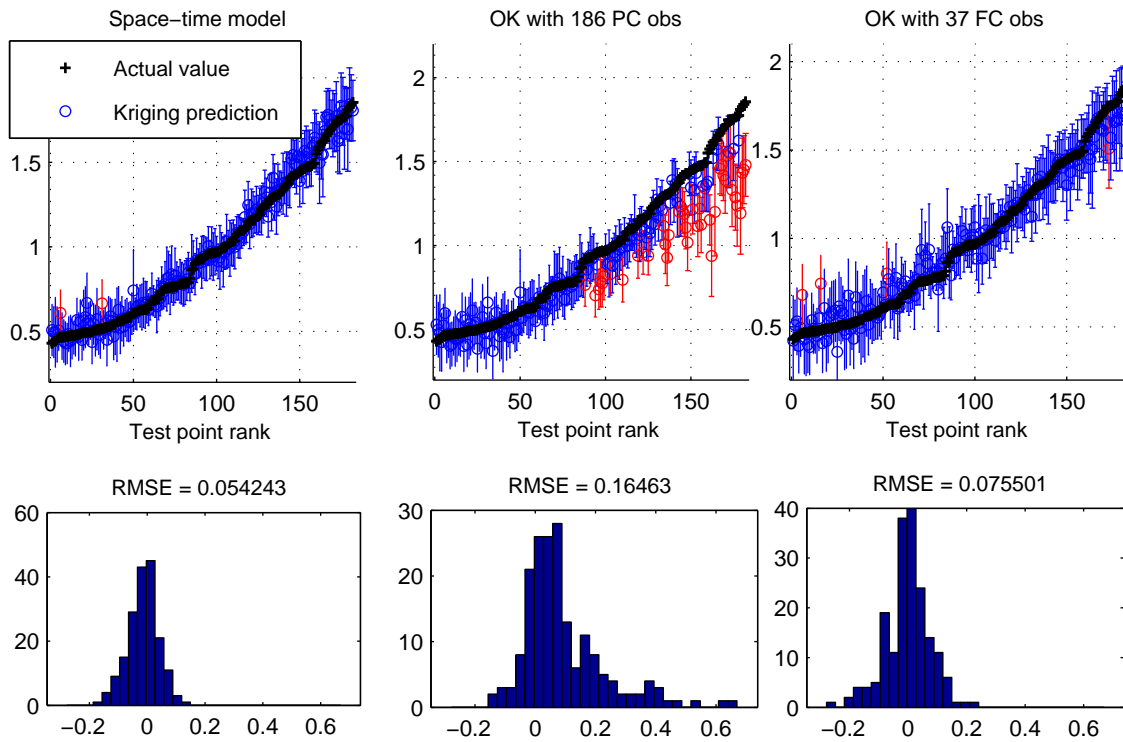 Space−time model
OK with 186 PC obs
OK with 37 FC obs
Actual value
Kriging prediction
0.5
1
1.5
0 50 100 150
Test point rank
0.5
1
1.5
2
0 50 100 150
Test point rank
0.5
1
1.5
2
0 50 100 150
Test point rank
RMSE = 0.054243
0
20
40
60
−0.2 0 0.2 0.4 0.6
RMSE = 0.16463
0
10
20
30
−0.2 0 0.2 0.4 0.6
RMSE = 0.075501
0
10
20
30
40
−0.2 0 0.2 0.4 0.6